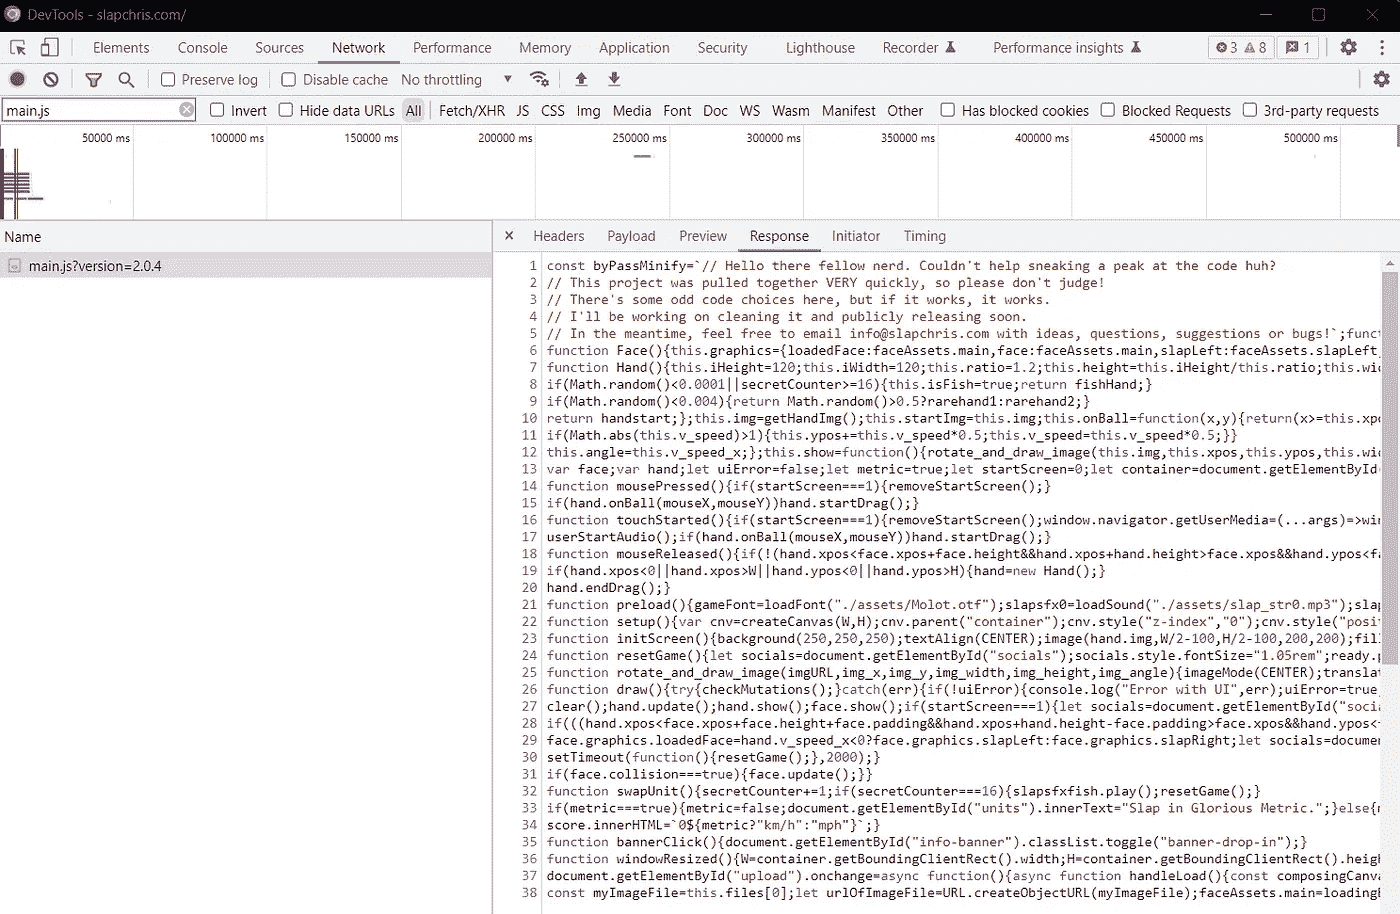 DevTools - slapchris.com/
Elements Console Sources Network Performance Memory Application Security Lighthouse Recorder Performance insights 3 8 1
Preserve log Disable cache No throttling
main.js Invert Hide data URLs All Fetch/XHR JS CSS Img Media Font Doc WS Wasm Manifest Other Has blocked cookies Blocked Requests 3rd-party requests
50000 ms 100000 ms 150000 ms 200000 ms 250000 ms 300000 ms 350000 ms 400000 ms 450000 ms 500000 ms
Name
main.js?version=2.0.4
× Headers Payload Preview Response Initiator Timing
1 const byPassMinify=`// Hello there fellow nerd. Couldn't help sneaking a peak at the code huh?
2 // This project was pulled together VERY quickly, so please don't judge!
3 // There's some odd code choices here, but if it works, it works.
4 // I'll be working on cleaning it and publicly releasing soon.
5 // In the meantime, feel free to email info@slapchris.com with ideas, questions, suggestions or bugs!`;funct
6 function Face(){this.graphics={loadedFace:faceAssets.main,face:faceAssets.main,slapLeft:faceAssets.slapLeft,
7 function Hand(){this.iHeight=120;this.iWidth=120;this.ratio=1.2;this.height=this.iHeight/this.ratio;this.wid
8 if(Math.random()<0.0001||secretCounter>=16){this.isFish=true;return fishHand;}
9 if(Math.random()<0.004){return Math.random()>0.5?rarehand1:rarehand2;}
10 return handstart;};this.img=getHandImg();this.startImg=this.img;this.onBall=function(x,y){return(x>=this.xpo
11 if(Math.abs(this.v_speed)>1){this.ypos+=this.v_speed*0.5;this.v_speed=this.v_speed*0.5;}}
12 this.angle=this.v_speed_x;};this.show=function(){rotate_and_draw_image(this.img,this.xpos,this.ypos,this.wid
13 var face;var hand;let uiError=false;let metric=true;let startScreen=0;let container=document.getElementById(
14 function mousePressed(){if(startScreen===1){removeStartScreen();}
15 if(hand.onBall(mouseX,mouseY))hand.startDrag();}
16 function touchStarted(){if(startScreen===1){removeStartScreen();window.navigator.getUserMedia=(...args)=>win
17 userStartAudio();if(hand.onBall(mouseX,mouseY))hand.startDrag();}
18 function mouseReleased(){if(!(hand.xpos<face.xpos+face.height&&hand.xpos+hand.height>face.xpos&&hand.ypos<fa
19 if(hand.xpos<0||hand.xpos>W||hand.ypos<0||hand.ypos>H){hand=new Hand();}
20 hand.endDrag();}
21 function preload(){gameFont=loadFont("./assets/Molot.otf");slapsfx0=loadSound("./assets/slap_str0.mp3");slap
22 function setup(){var cnv=createCanvas(W,H);cnv.parent("container");cnv.style("z-index","0");cnv.style("posit
23 function initScreen(){background(250,250,250);textAlign(CENTER);image(hand.img,W/2-100,H/2-100,200,200);fill
24 function resetGame(){let socials=document.getElementById("socials");socials.style.fontSize="1.05rem";ready.p
25 function rotate_and_draw_image(imgURL,img_x,img_y,img_width,img_height,img_angle){imageMode(CENTER);translat
26 function draw(){try{checkMutations();}catch(err){if(!uiError){console.log("Error with UI",err);uiError=true;
27 clear();hand.update();hand.show();face.show();if(startScreen===1){let socials=document.getElementById("socia
28 if(((hand.xpos<face.xpos+face.height+face.padding&&hand.xpos+hand.height-face.padding>face.xpos&&hand.ypos<f
29 face.graphics.loadedFace=hand.v_speed_x<0?face.graphics.slapLeft:face.graphics.slapRight;let socials=documen
30 setTimeout(function(){resetGame();},2000);}
31 if(face.collision===true){face.update();}}
32 function swapUnit(){secretCounter+=1;if(secretCounter===16){slapsfxfish.play();resetGame();}
33 if(metric===true){metric=false;document.getElementById("units").innerText="Slap in Glorious Metric.";}else{m
34 score.innerHTML=`0${metric?"km/h":"mph"}`;}
35 function bannerClick(){document.getElementById("info-banner").classList.toggle("banner-drop-in");}
36 function windowResized(){W=container.getBoundingClientRect().width;H=container.getBoundingClientRect().heigh
37 document.getElementById("upload").onchange=async function(){async function handleLoad(){const composingCanva
38 const myImageFile=this.files[0];let urlOfImageFile=URL.createObjectURL(myImageFile);faceAssets.main=loadingF